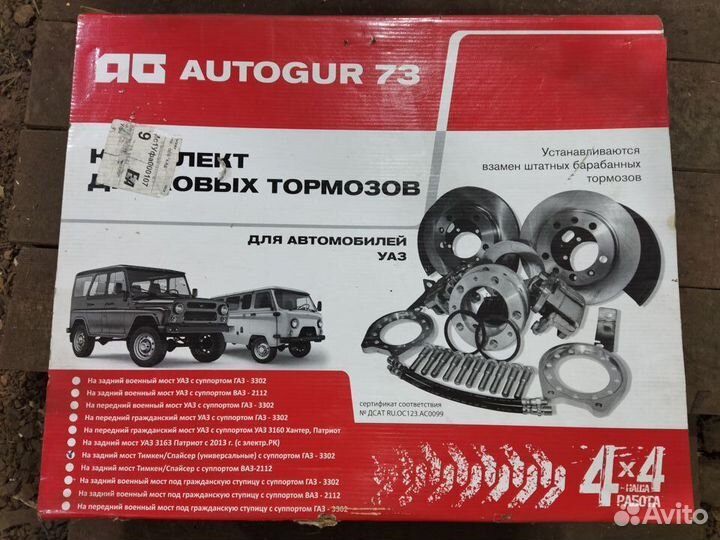 AG AUTOGUR 73
КОМПЛЕКТ
ДИСКОВЫХ ТОРМОЗОВ
ДЛЯ АВТОМОБИЛЕЙ
УАЗ
Устанавливаются
взамен штатных барабанных
тормозов
9
F4
На задний военный мост УАЗ с суппортом ГАЗ - 3302
На задний военный мост УАЗ с суппортом ВАЗ - 2112
На передний военный мост УАЗ с суппортом ГАЗ - 3302
На передний гражданский мост УАЗ с суппортом ГАЗ - 3302
На передний гражданский мост УАЗ с суппортом УАЗ 3160 Хантер, Патриот
На задний мост УАЗ 3163 Патриот с 2013 г. (с электр.РК)
На задний мост Тимкен/Спайсер (универсальные) с суппортом ГАЗ - 3302
На задний мост Тимкен/Спайсер с суппортом ВАЗ-2112
На задний военный мост под гражданскую ступицу с суппортом ГАЗ - 3302
На задний военный мост под гражданскую ступицу с суппортом ВАЗ - 2112
На передний военный мост под гражданскую ступицу с суппортом ГАЗ - 3302
сертификат соответствия
№ ДСАТ RU.ОС123.АС0099
4x4
- НАША
РАБОТА
Avito